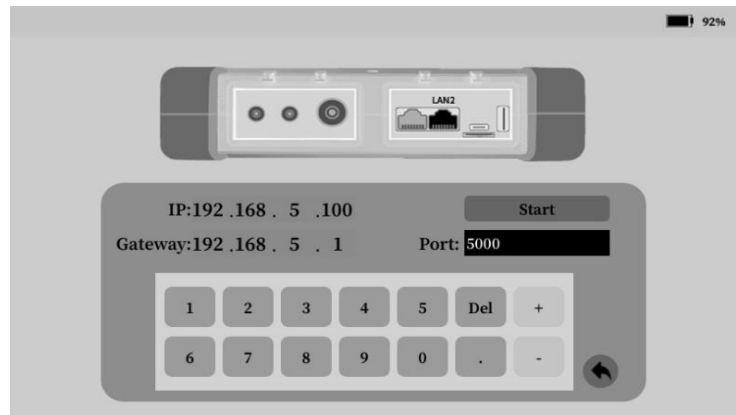 92%
LAN2
IP:192 .168 . 5 .100
Start
Gateway:192 .168 . 5 . 1
Port: 5000
1 2 3 4 5 Del +
6 7 8 9 0 . -